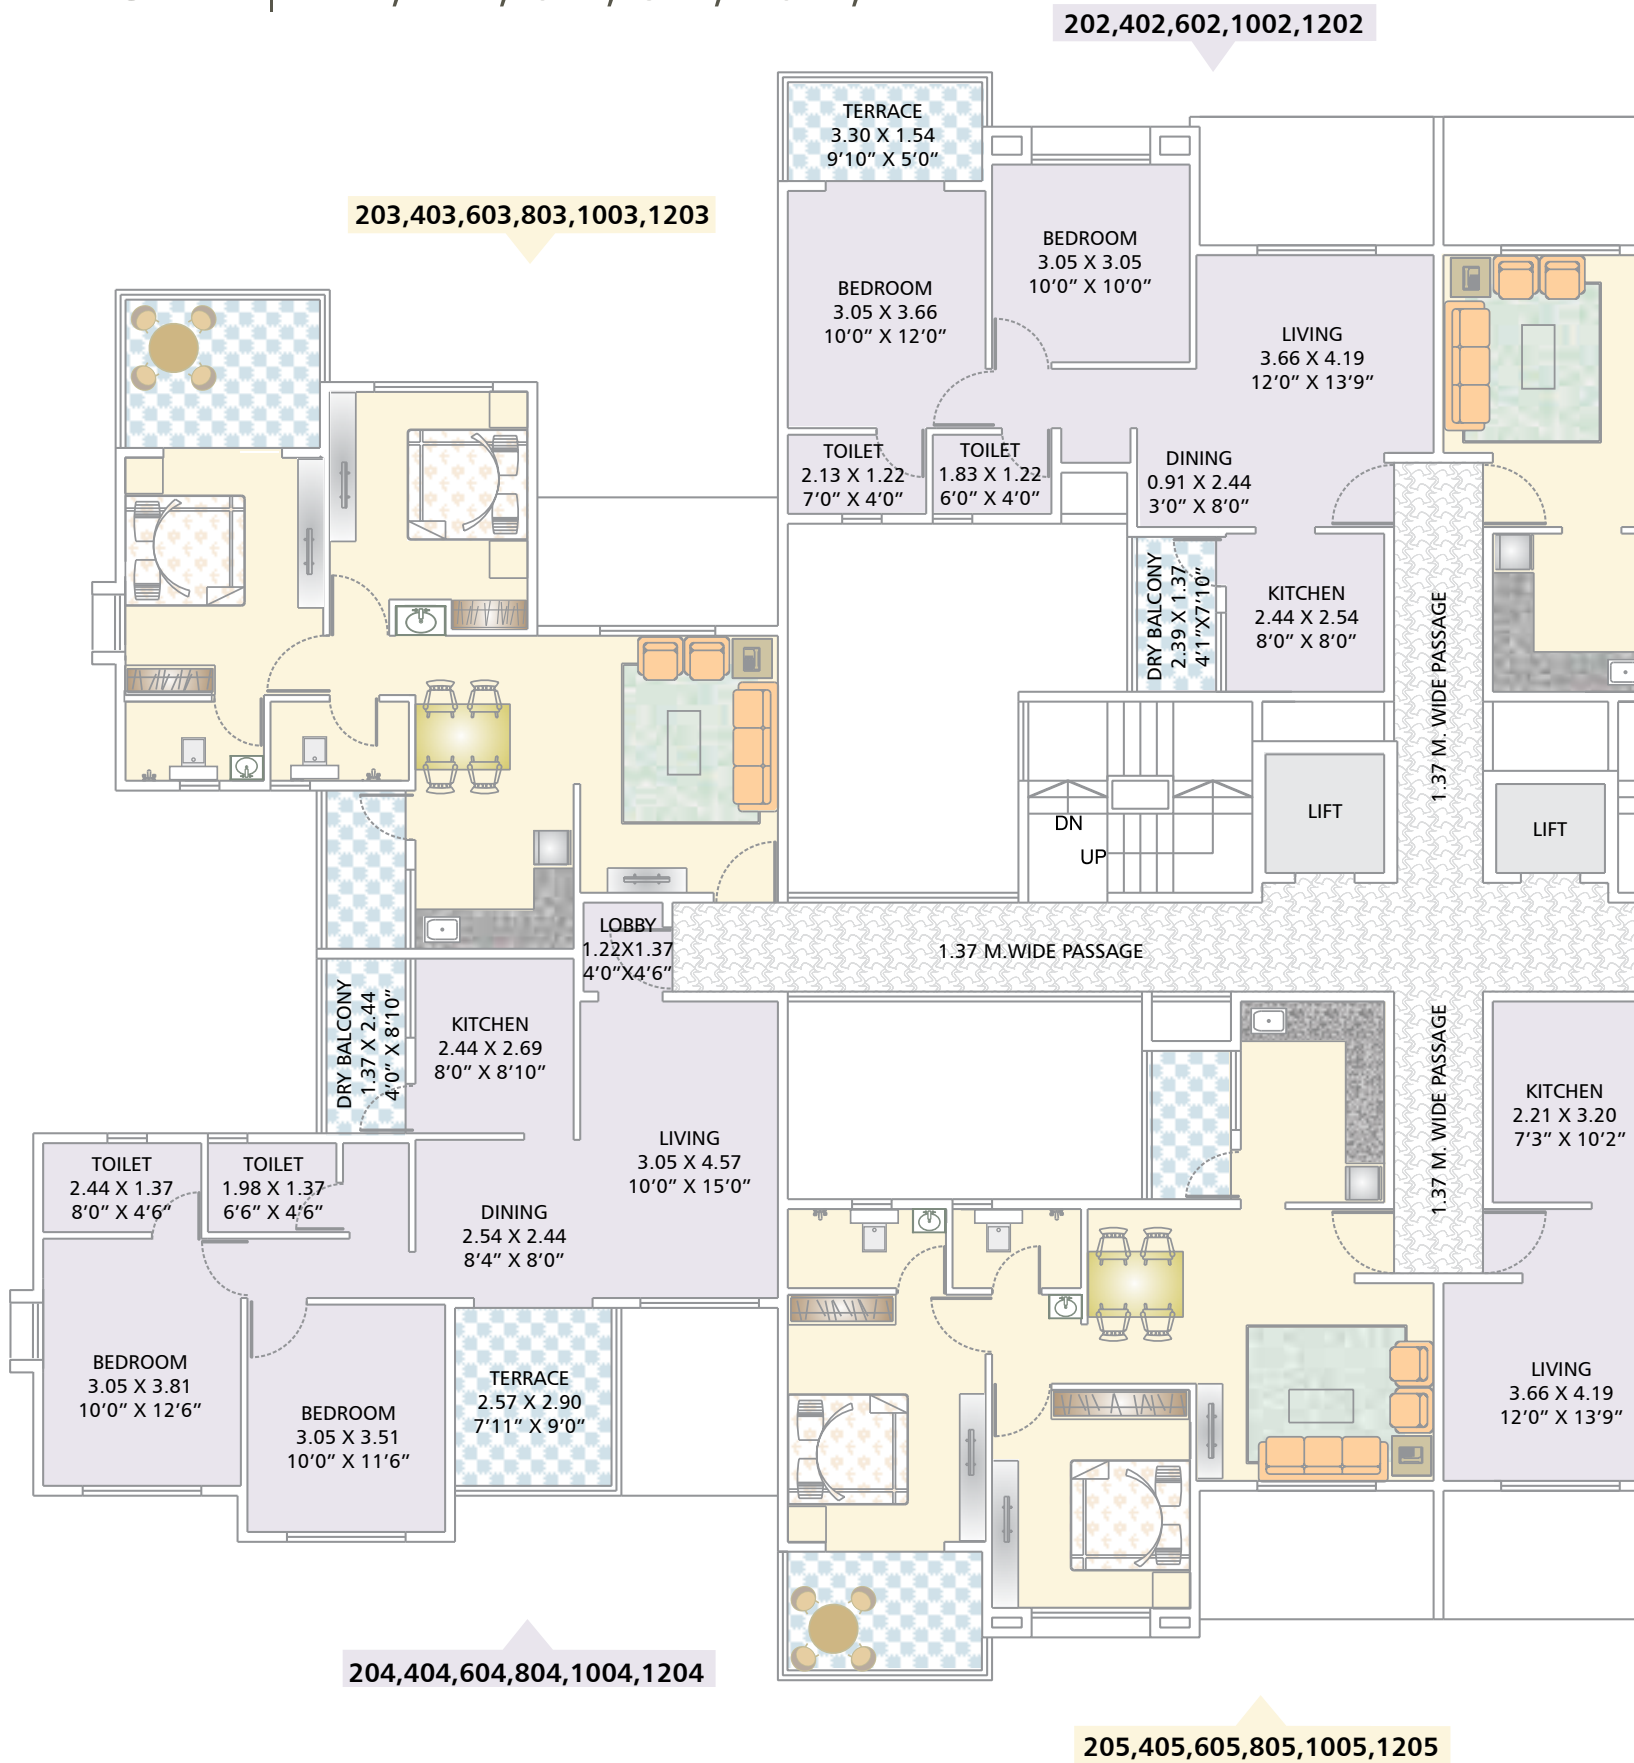 202,402,602,1002,1202
TERRACE
3.30 X 1.54
9'10" X 5'0"
203,403,603,803,1003,1203
BEDROOM
3.05 X 3.66
10'0" X 12'0"
BEDROOM
3.05 X 3.05
10'0" X 10'0"
LIVING
3.66 X 4.19
12'0" X 13'9"
TOILET
2.13 X 1.22
7'0" X 4'0"
TOILET
1.83 X 1.22
6'0" X 4'0"
DINING
0.91 X 2.44
3'0" X 8'0"
DRY BALCONY
2.39 X 1.37
4'1"X7'10"
KITCHEN
2.44 X 2.54
8'0" X 8'0"
1.37 M. WIDE PASSAGE
DN
UP
LIFT
LIFT
LOBBY
1.22X1.37
4'0"X4'6"
1.37 M.WIDE PASSAGE
DRY BALCONY
1.37 X 2.44
4'0" X 8'10"
KITCHEN
2.44 X 2.69
8'0" X 8'10"
LIVING
3.05 X 4.57
10'0" X 15'0"
1.37 M. WIDE PASSAGE
KITCHEN
2.21 X 3.20
7'3" X 10'2"
TOILET
2.44 X 1.37
8'0" X 4'6"
TOILET
1.98 X 1.37
6'6" X 4'6"
DINING
2.54 X 2.44
8'4" X 8'0"
BEDROOM
3.05 X 3.81
10'0" X 12'6"
BEDROOM
3.05 X 3.51
10'0" X 11'6"
TERRACE
2.57 X 2.90
7'11" X 9'0"
LIVING
3.66 X 4.19
12'0" X 13'9"
204,404,604,804,1004,1204
205,405,605,805,1005,1205